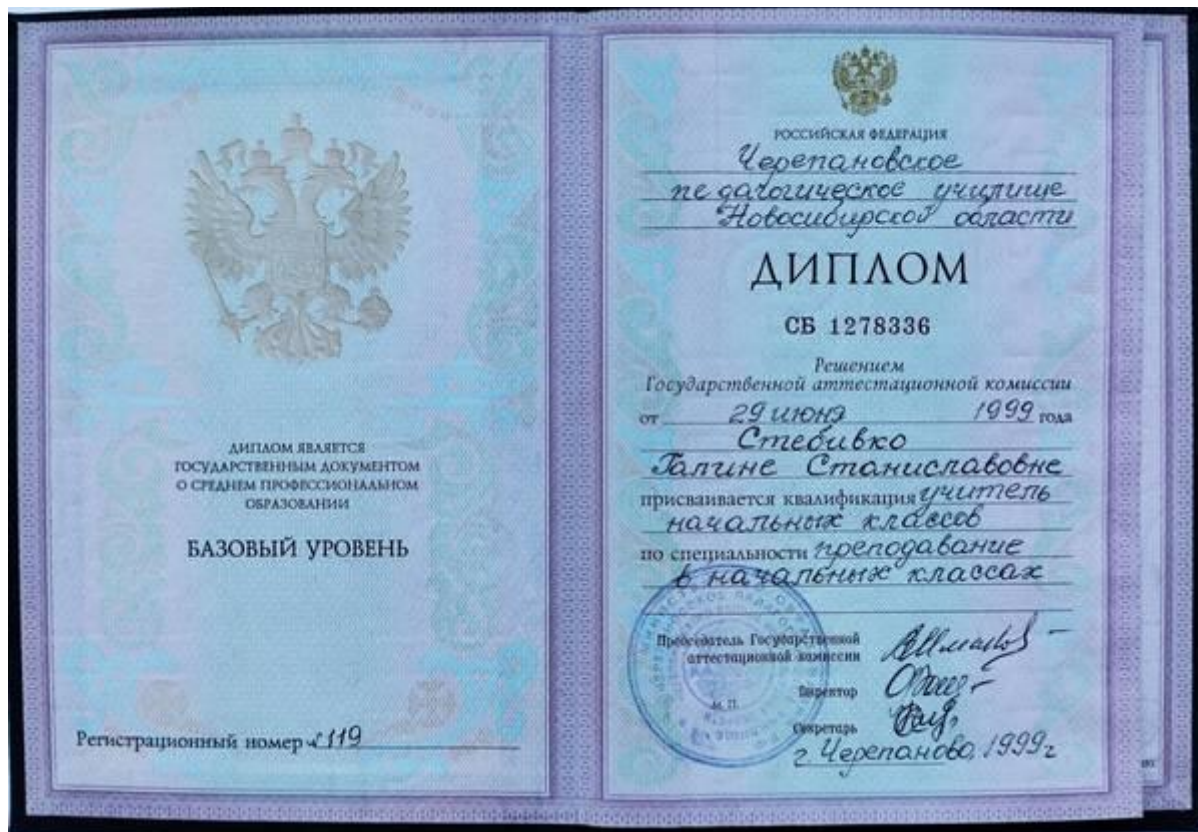 ДИПЛОМ ЯВЛЯЕТСЯ
ГОСУДАРСТВЕННЫМ ДОКУМЕНТОМ
О СРЕДНЕМ ПРОФЕССИОНАЛЬНОМ
ОБРАЗОВАНИИ
БАЗОВЫЙ УРОВЕНЬ
Регистрационный номер 119
РОССИЙСКАЯ ФЕДЕРАЦИЯ
Черепановское
педагогическое училище
Новосибирской области
ДИПЛОМ
СБ 1278336
Решением
Государственной аттестационной комиссии
от 29 июня 1999 года
Стебивко
Галине Станиславовне
присваивается квалификация учитель
начальных классов
по специальности преподавание
в начальных классах
Председатель Государственной
аттестационной комиссии
Директор
М. П.
Секретарь
г. Черепаново, 1999г